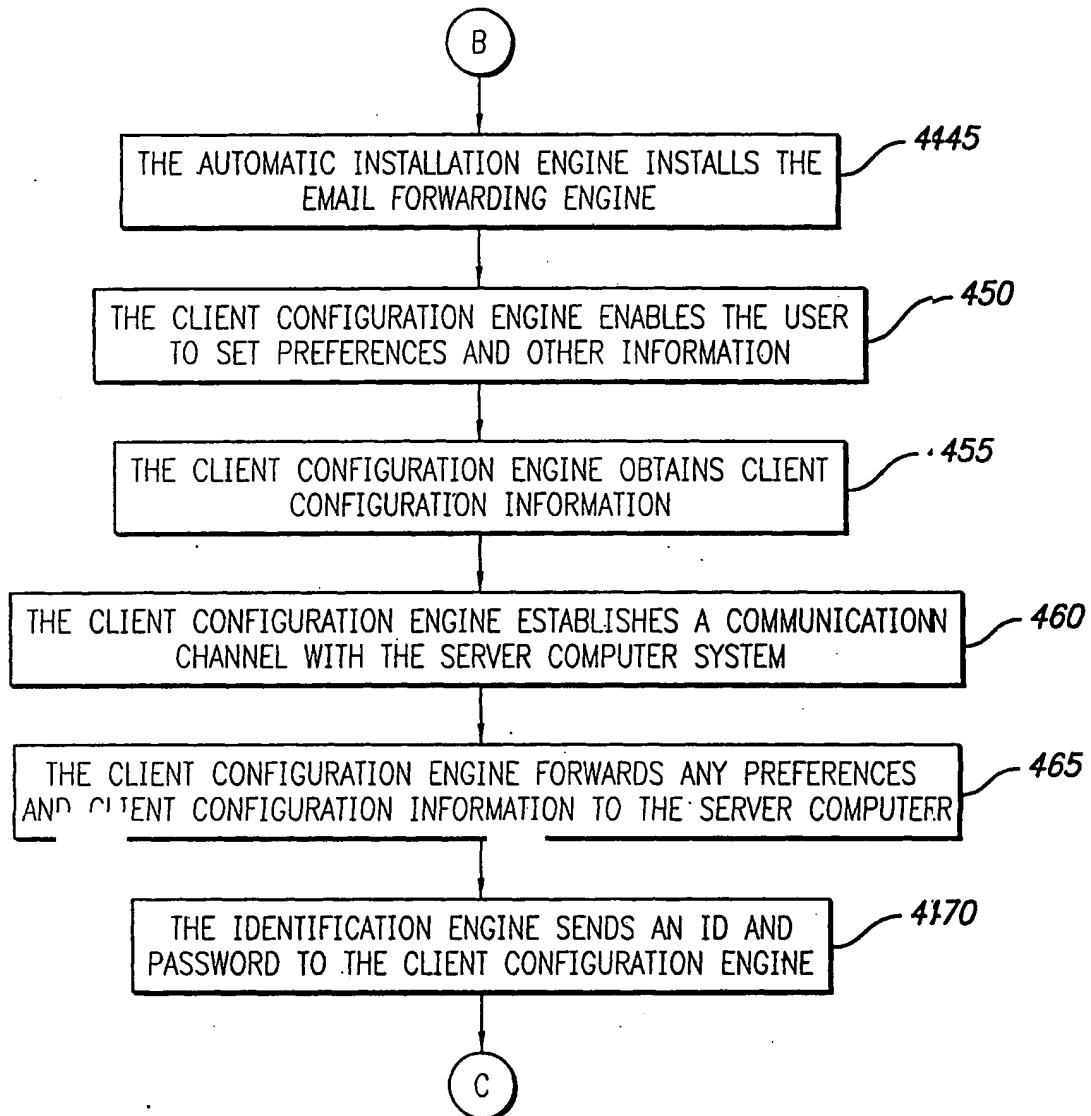 B
THE AUTOMATIC INSTALLATION ENGINE INSTALLS THE
EMAIL FORWARDING ENGINE
4445
THE CLIENT CONFIGURATION ENGINE ENABLES THE USER
TO SET PREFERENCES AND OTHER INFORMATION
450
THE CLIENT CONFIGURATION ENGINE OBTAINS CLIENT
CONFIGURATION INFORMATION
455
THE CLIENT CONFIGURATION ENGINE ESTABLISHES A COMMUNICATIONN
CHANNEL WITH THE SERVER COMPUTER SYSTEM
460
THE CLIENT CONFIGURATION ENGINE FORWARDS ANY PREFERENCES
AND CLIENT CONFIGURATION INFORMATION TO THE SERVER COMPUTERR
465
THE IDENTIFICATION ENGINE SENDS AN ID AND
PASSWORD TO THE CLIENT CONFIGURATION ENGINE
4170
C